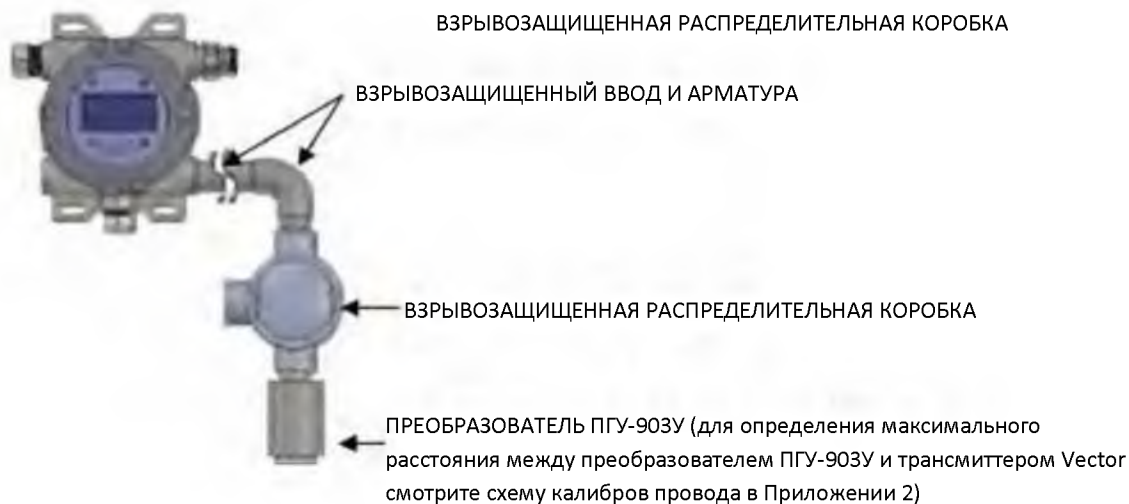 ВЗРЫВОЗАЩИЩЕННАЯ РАСПРЕДЕЛИТЕЛЬНАЯ КОРОБКА
ВЗРЫВОЗАЩИЩЕННЫЙ ВВОД И АРМАТУРА
ВЗРЫВОЗАЩИЩЕННАЯ РАСПРЕДЕЛИТЕЛЬНАЯ КОРОБКА
ПРЕОБРАЗОВАТЕЛЬ ПГУ-903У (для определения максимального
расстояния между преобразователем ПГУ-903У и трансмиттером Vector
смотрите схему калибров провода в Приложении 2)